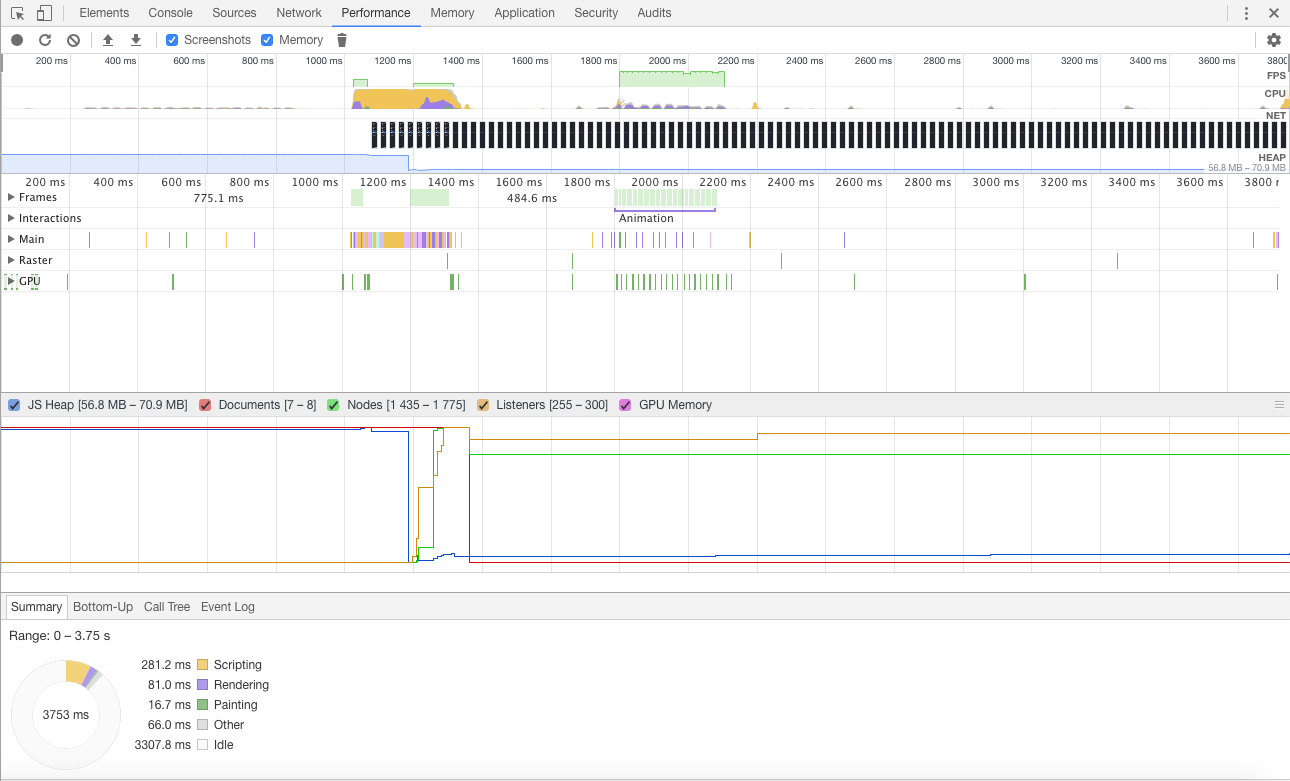 Elements Console Sources Network Performance Memory Application Security Audits
Screenshots Memory
200 ms 400 ms 600 ms 800 ms 1000 ms 1200 ms 1400 ms 1600 ms 1800 ms 2000 ms 2200 ms 2400 ms 2600 ms 2800 ms 3000 ms 3200 ms 3400 ms 3600 ms 3800
FPS
CPU
NET
HEAP
56.8 MB – 70.9 MB
200 ms 400 ms 600 ms 800 ms 1000 ms 1200 ms 1400 ms 1600 ms 1800 ms 2000 ms 2200 ms 2400 ms 2600 ms 2800 ms 3000 ms 3200 ms 3400 ms 3600 ms 3800
Frames 775.1 ms 484.6 ms
Interactions Animation
Main
Raster
GPU
JS Heap [56.8 MB – 70.9 MB] Documents [7 – 8] Nodes [1 435 – 1 775] Listeners [255 – 300] GPU Memory
Summary Bottom-Up Call Tree Event Log
Range: 0 – 3.75 s
281.2 ms Scripting
81.0 ms Rendering
3753 ms 16.7 ms Painting
66.0 ms Other
3307.8 ms Idle